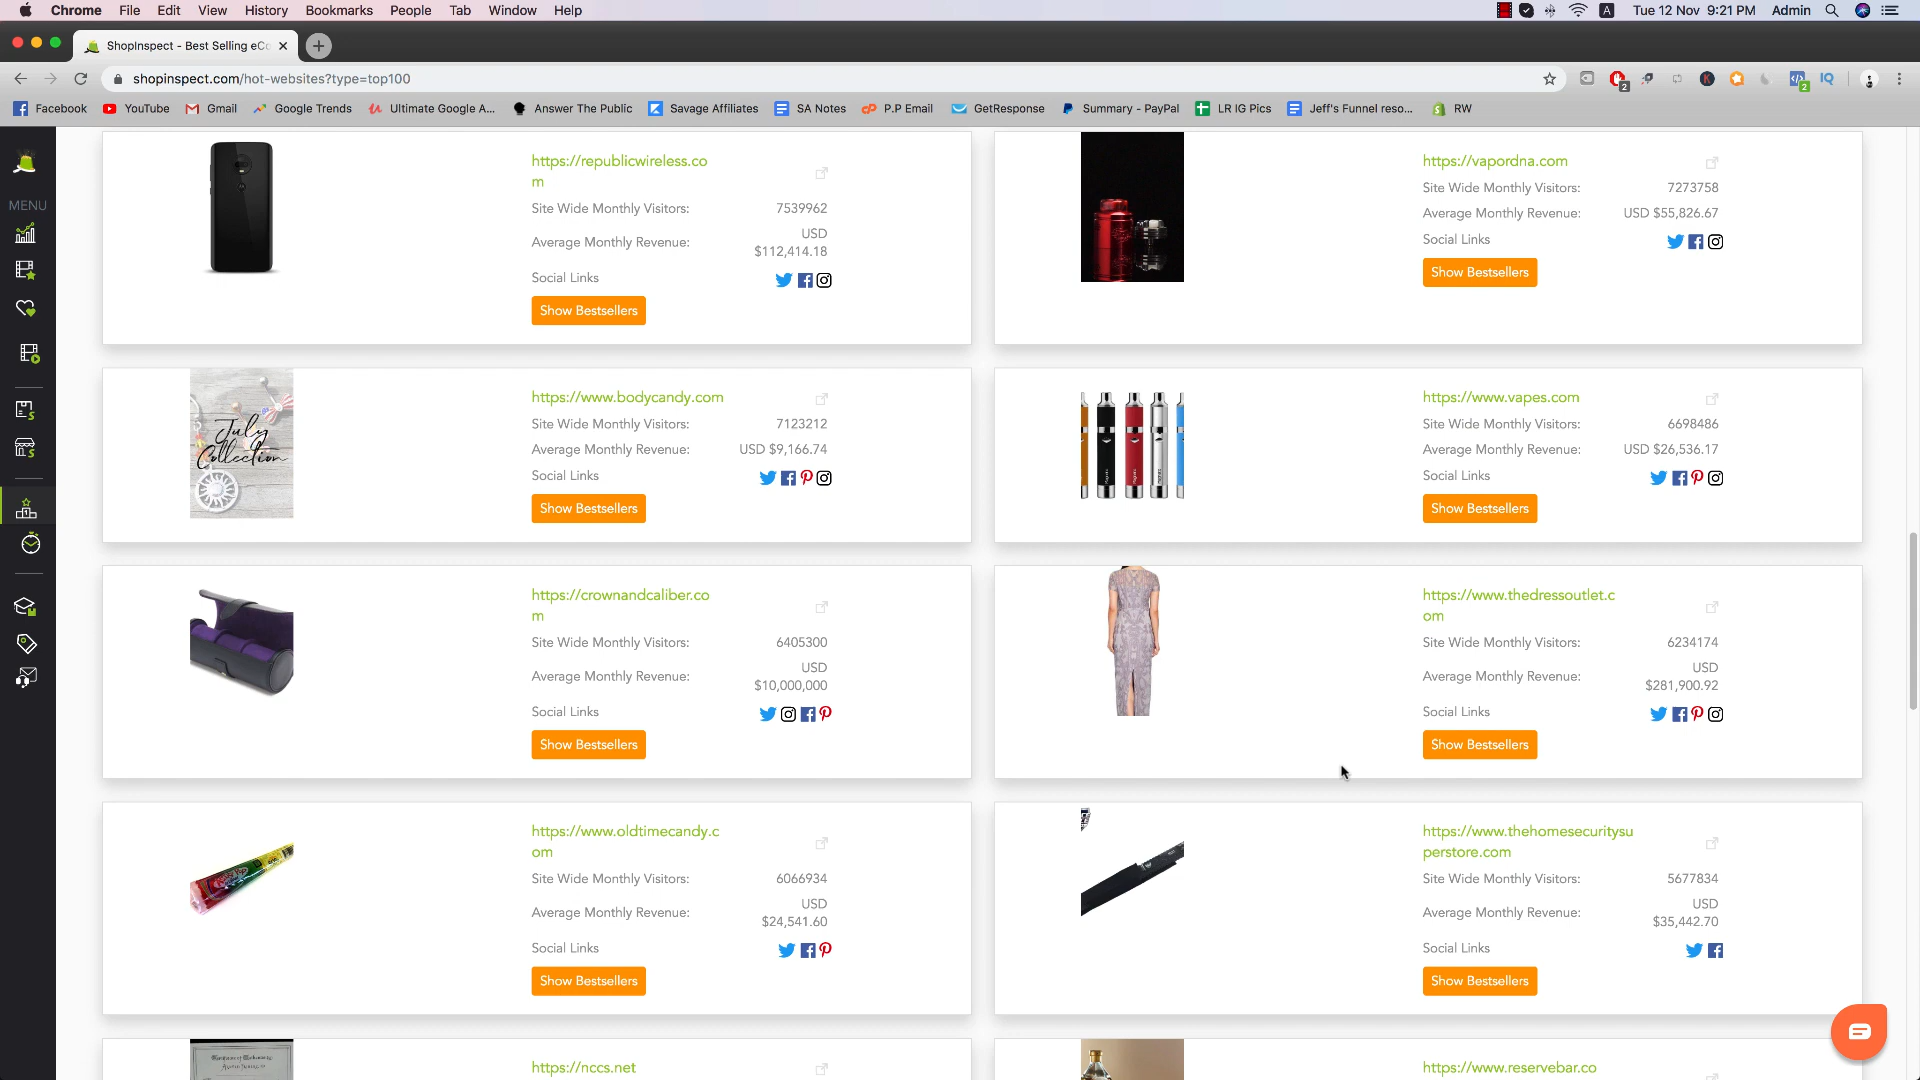 Chrome File Edit View History Bookmarks People Tab Window Help
A Tue 12 Nov 9:21 PM Admin
ShopInspect - Best Selling eCo
shopinspect.com/hot-websites?type=top100
Facebook YouTube Gmail Google Trends Ultimate Google A... Answer The Public Savage Affiliates SA Notes P.P Email GetResponse Summary - PayPal LR IG Pics Jeff's Funnel reso... RW
MENU
https://republicwireless.co
m
Site Wide Monthly Visitors: 7539962
Average Monthly Revenue: USD
$112,414.18
Social Links
Show Bestsellers
https://vapordna.com
Site Wide Monthly Visitors: 7273758
Average Monthly Revenue: USD $55,826.67
Social Links
Show Bestsellers
July
Collection
https://www.bodycandy.com
Site Wide Monthly Visitors: 7123212
Average Monthly Revenue: USD $9,166.74
Social Links
Show Bestsellers
https://www.vapes.com
Site Wide Monthly Visitors: 6698486
Average Monthly Revenue: USD $26,536.17
Social Links
Show Bestsellers
https://crownandcaliber.co
m
Site Wide Monthly Visitors: 6405300
Average Monthly Revenue: USD
$10,000,000
Social Links
Show Bestsellers
https://www.thedressoutlet.c
om
Site Wide Monthly Visitors: 6234174
Average Monthly Revenue: USD
$281,900.92
Social Links
Show Bestsellers
https://www.oldtimecandy.c
om
Site Wide Monthly Visitors: 6066934
Average Monthly Revenue: USD
$24,541.60
Social Links
Show Bestsellers
https://www.thehomesecuritysu
perstore.com
Site Wide Monthly Visitors: 5677834
Average Monthly Revenue: USD
$35,442.70
Social Links
Show Bestsellers
https://nccs.net
https://www.reservebar.co